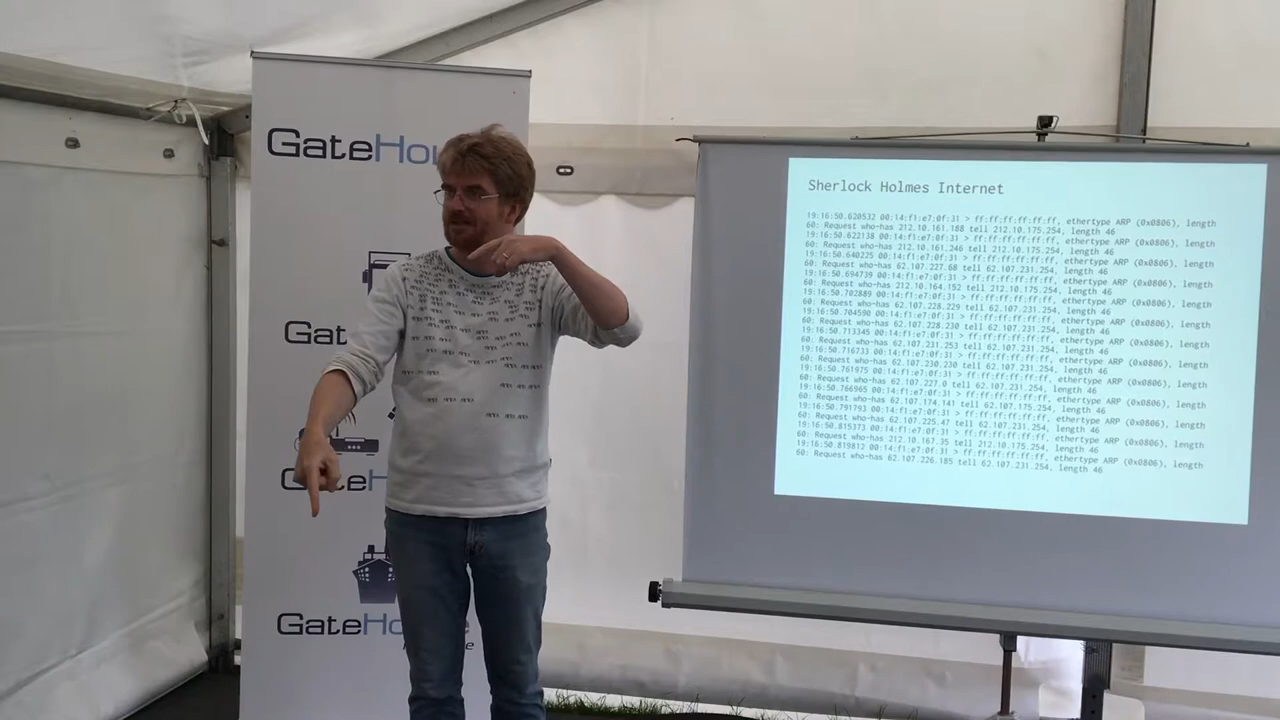 GateHou
Gat
GateH
GateHo
e
Sherlock Holmes Internet
19:16:50.620532 00:14:f1:e7:0f:31 > ff:ff:ff:ff:ff:ff, ethertype ARP (0x0806), length
60: Request who-has 212.10.161.188 tell 212.10.175.254, length 46
19:16:50.622138 00:14:f1:e7:0f:31 > ff:ff:ff:ff:ff:ff, ethertype ARP (0x0806), length
60: Request who-has 212.10.161.246 tell 212.10.175.254, length 46
19:16:50.640225 00:14:f1:e7:0f:31 > ff:ff:ff:ff:ff:ff, ethertype ARP (0x0806), length
60: Request who-has 62.107.227.68 tell 62.107.231.254, length 46
19:16:50.694739 00:14:f1:e7:0f:31 > ff:ff:ff:ff:ff:ff, ethertype ARP (0x0806), length
60: Request who-has 212.10.164.152 tell 212.10.175.254, length 46
19:16:50.702889 00:14:f1:e7:0f:31 > ff:ff:ff:ff:ff:ff, ethertype ARP (0x0806), length
60: Request who-has 62.107.228.229 tell 62.107.231.254, length 46
19:16:50.704590 00:14:f1:e7:0f:31 > ff:ff:ff:ff:ff:ff, ethertype ARP (0x0806), length
60: Request who-has 62.107.228.230 tell 62.107.231.254, length 46
19:16:50.713345 00:14:f1:e7:0f:31 > ff:ff:ff:ff:ff:ff, ethertype ARP (0x0806), length
60: Request who-has 62.107.231.253 tell 62.107.231.254, length 46
19:16:50.716733 00:14:f1:e7:0f:31 > ff:ff:ff:ff:ff:ff, ethertype ARP (0x0806), length
60: Request who-has 62.107.230.230 tell 62.107.231.254, length 46
19:16:50.761975 00:14:f1:e7:0f:31 > ff:ff:ff:ff:ff:ff, ethertype ARP (0x0806), length
60: Request who-has 62.107.227.0 tell 62.107.231.254, length 46
19:16:50.766965 00:14:f1:e7:0f:31 > ff:ff:ff:ff:ff:ff, ethertype ARP (0x0806), length
60: Request who-has 62.107.174.141 tell 62.107.175.254, length 46
19:16:50.791793 00:14:f1:e7:0f:31 > ff:ff:ff:ff:ff:ff, ethertype ARP (0x0806), length
60: Request who-has 62.107.225.47 tell 62.107.231.254, length 46
19:16:50.815373 00:14:f1:e7:0f:31 > ff:ff:ff:ff:ff:ff, ethertype ARP (0x0806), length
60: Request who-has 212.10.167.35 tell 212.10.175.254, length 46
19:16:50.819812 00:14:f1:e7:0f:31 > ff:ff:ff:ff:ff:ff, ethertype ARP (0x0806), length
60: Request who-has 62.107.226.185 tell 62.107.231.254, length 46